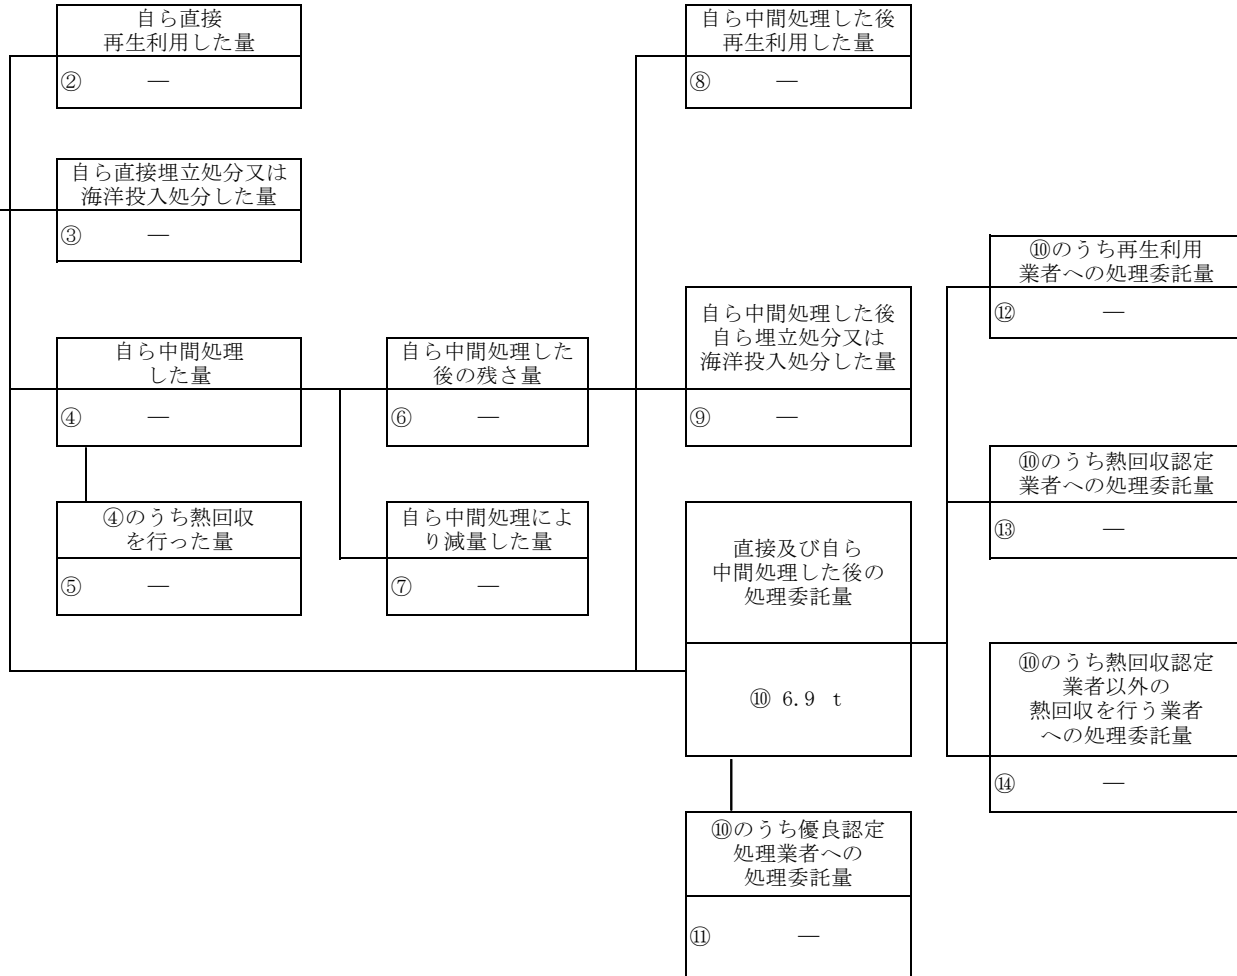 自ら直接
再生利用した量
② ―
自ら中間処理した後
再生利用した量
⑧ ―
自ら直接埋立処分又は
海洋投入処分した量
③ ―
⑩のうち再生利用
業者への処理委託量
⑫ ―
自ら中間処理した後
自ら埋立処分又は
海洋投入処分した量
⑨ ―
自ら中間処理
した量
④ ―
自ら中間処理した
後の残さ量
⑥ ―
⑩のうち熱回収認定
業者への処理委託量
⑬ ―
④のうち熱回収
を行った量
⑤ ―
自ら中間処理によ
り減量した量
⑦ ―
直接及び自ら
中間処理した後の
処理委託量
⑩ 6.9 t
⑩のうち熱回収認定
業者以外の
熱回収を行う業者
への処理委託量
⑭ ―
⑩のうち優良認定
処理業者への
処理委託量
⑪ ―